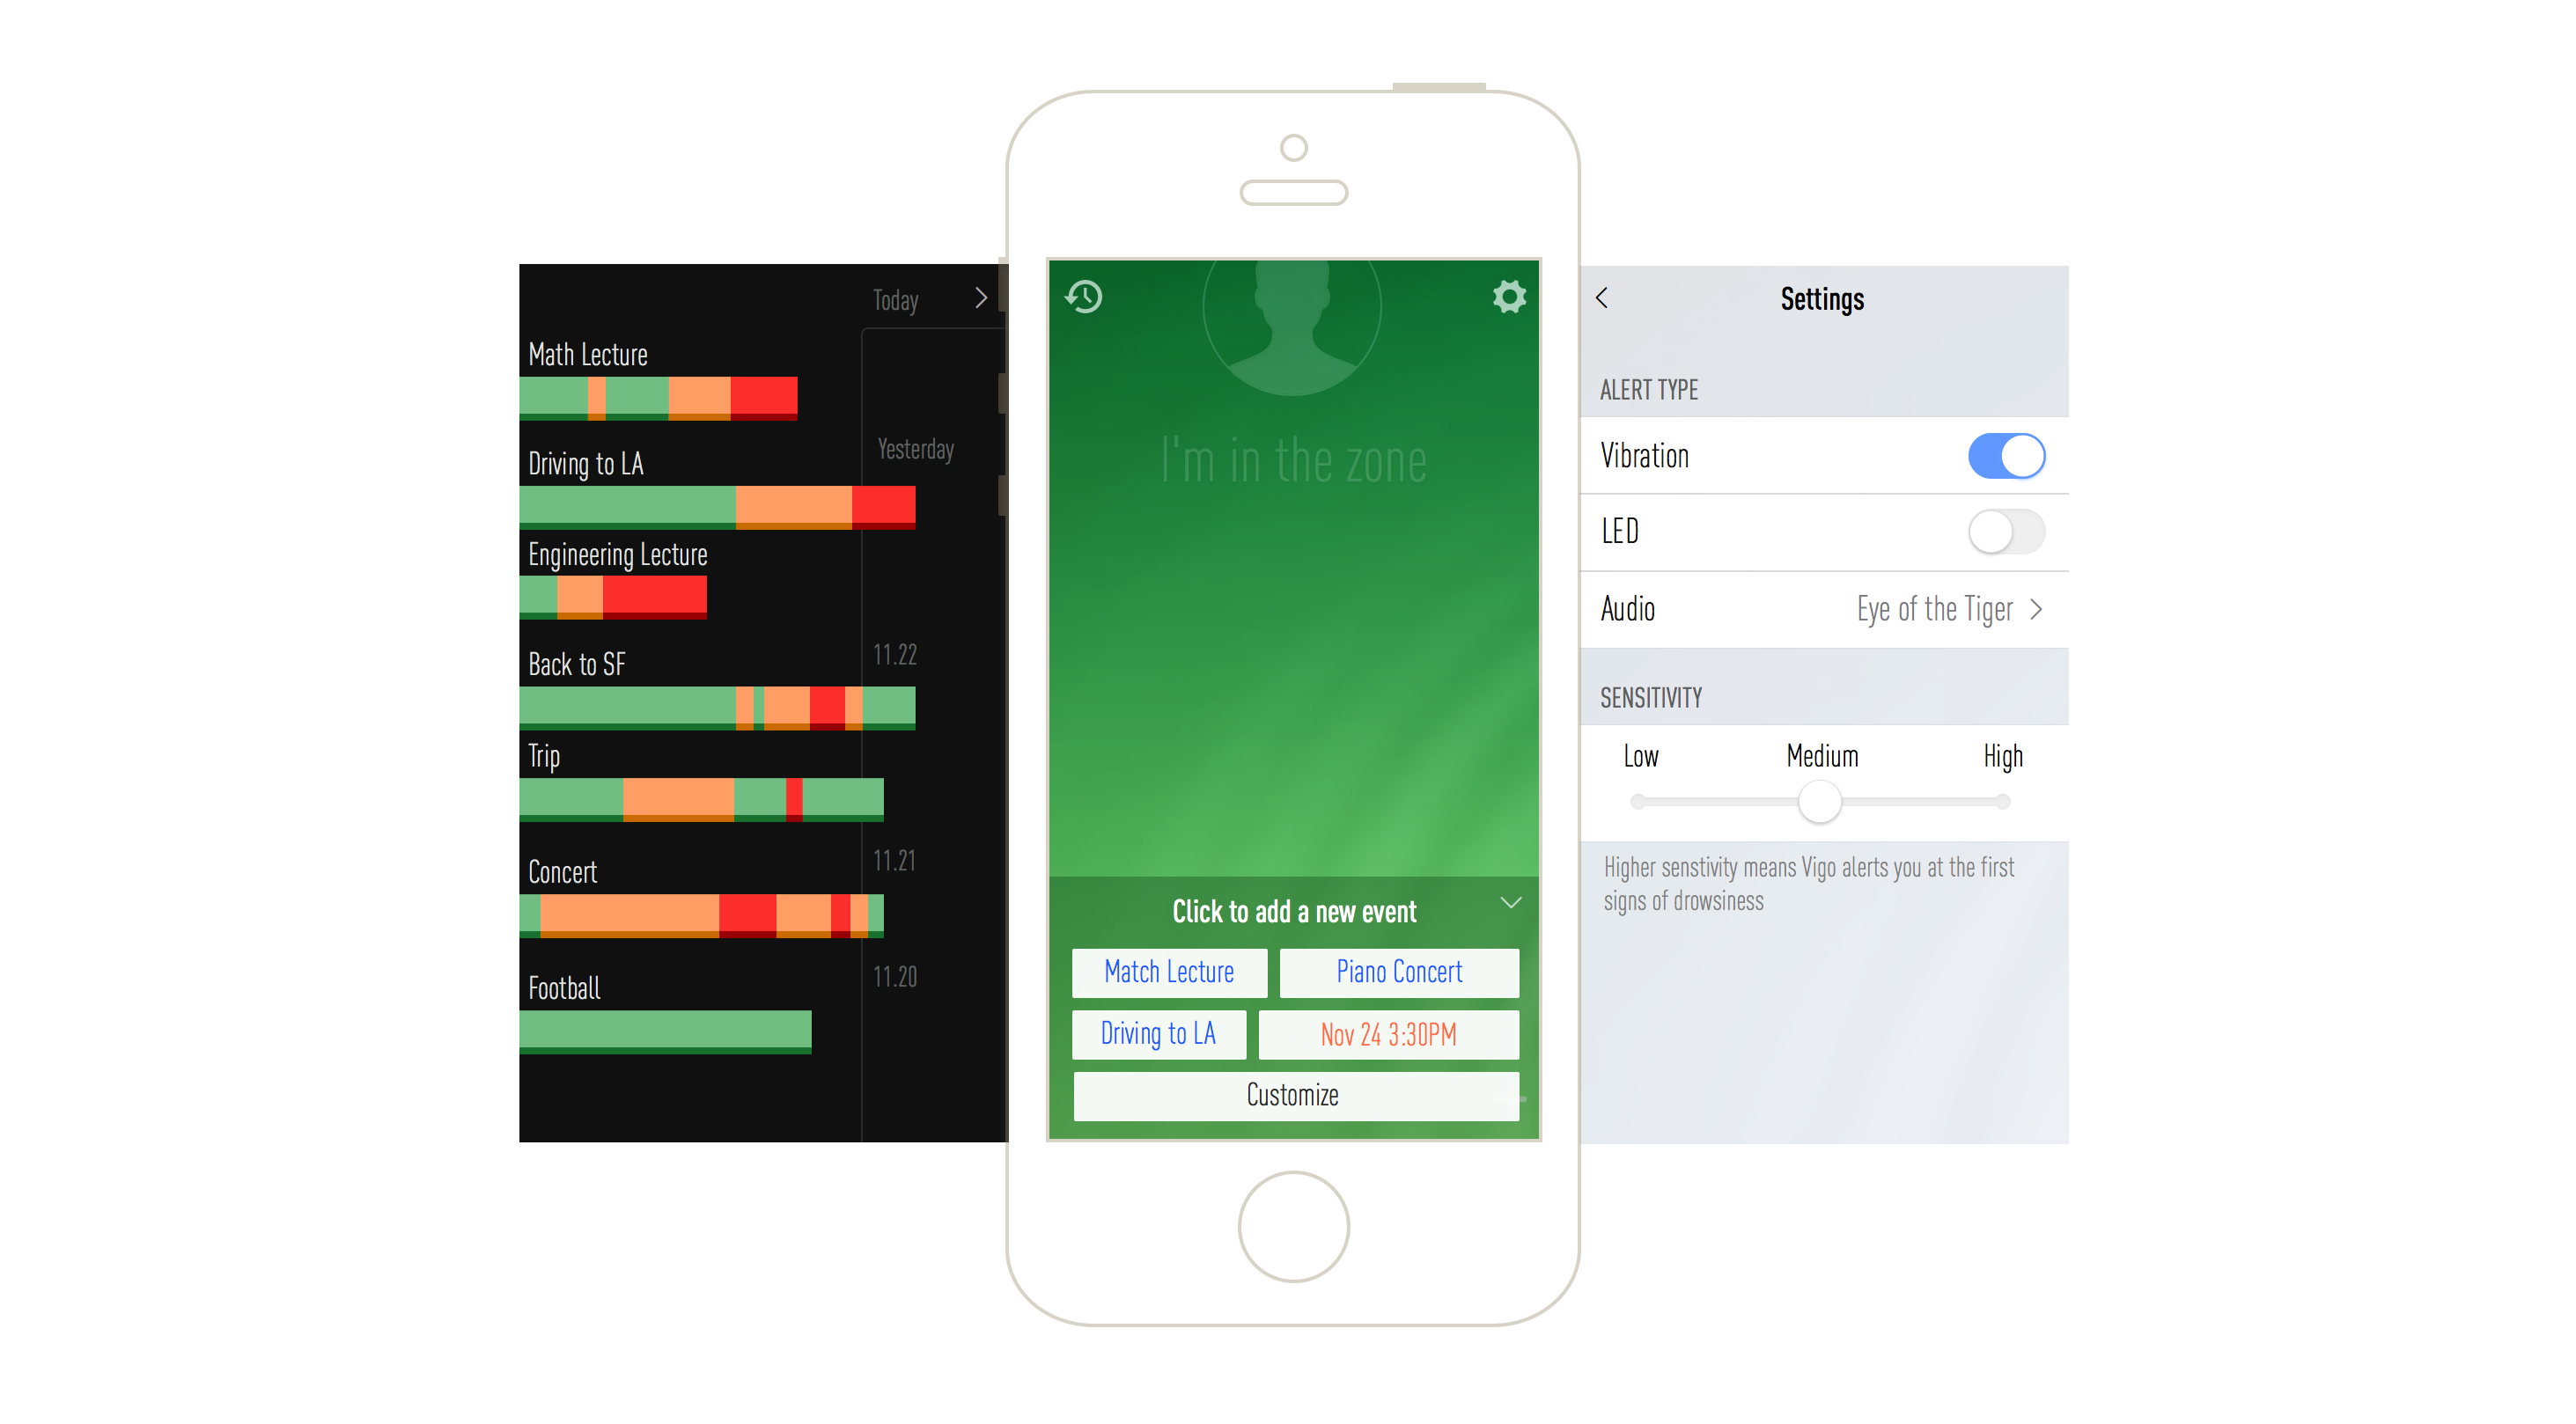 Today
Math Lecture
Yesterday
Driving to LA
Engineering Lecture
11.22
Back to SF
Trip
11.21
Concert
11.20
Football
I'm in the zone
Click to add a new event
Match Lecture
Piano Concert
Driving to LA
Nov 24 3:30PM
Customize
Settings
ALERT TYPE
Vibration
LED
Audio
Eye of the Tiger
SENSITIVITY
Low
Medium
High
Higher senstivity means Vigo alerts you at the first
signs of drowsiness